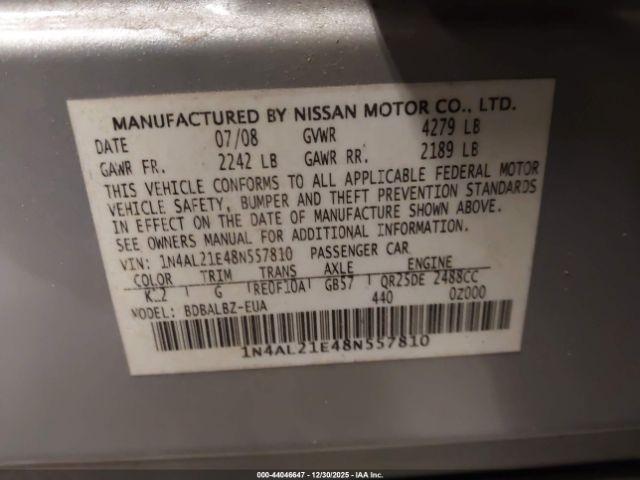 MANUFACTURED BY NISSAN MOTOR CO., LTD.
DATE 07/08 GVWR 4279 LB
GAWR FR. 2242 LB GAWR RR. 2189 LB
THIS VEHICLE CONFORMS TO ALL APPLICABLE FEDERAL MOTOR
VEHICLE SAFETY, BUMPER AND THEFT PREVENTION STANDARDS
IN EFFECT ON THE DATE OF MANUFACTURE SHOWN ABOVE.
SEE OWNERS MANUAL FOR ADDITIONAL INFORMATION.
VIN: 1N4AL21E48N557810 PASSENGER CAR
COLOR TRIM TRANS AXLE ENGINE
G RE0F10A GB57 QR25DE 2488CC
MODEL: BDBALBZ-EUA 440 0Z000
1N4AL21E48N557810
000-44046647 - 12/30/2025 - IAA Inc.